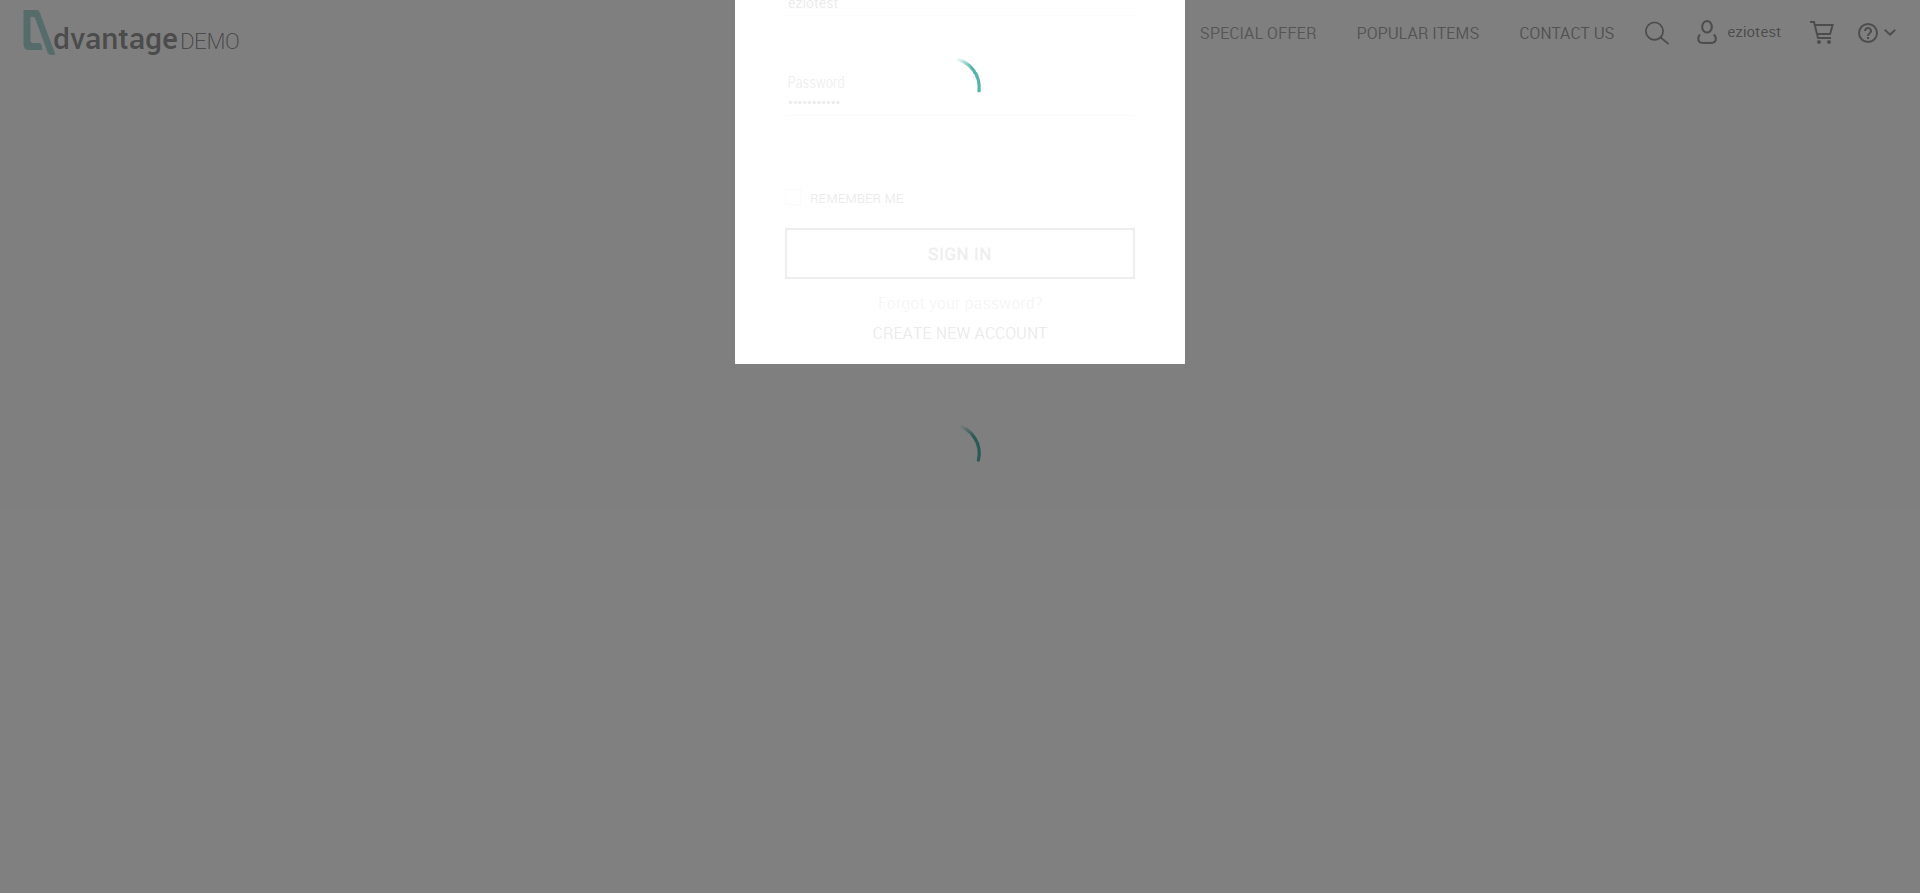 dvantage DEMO
SPECIAL OFFER
POPULAR ITEMS
CONTACT US
eziotest
eziotest
Password
•••••••••••
REMEMBER ME
SIGN IN
Forgot your password?
CREATE NEW ACCOUNT